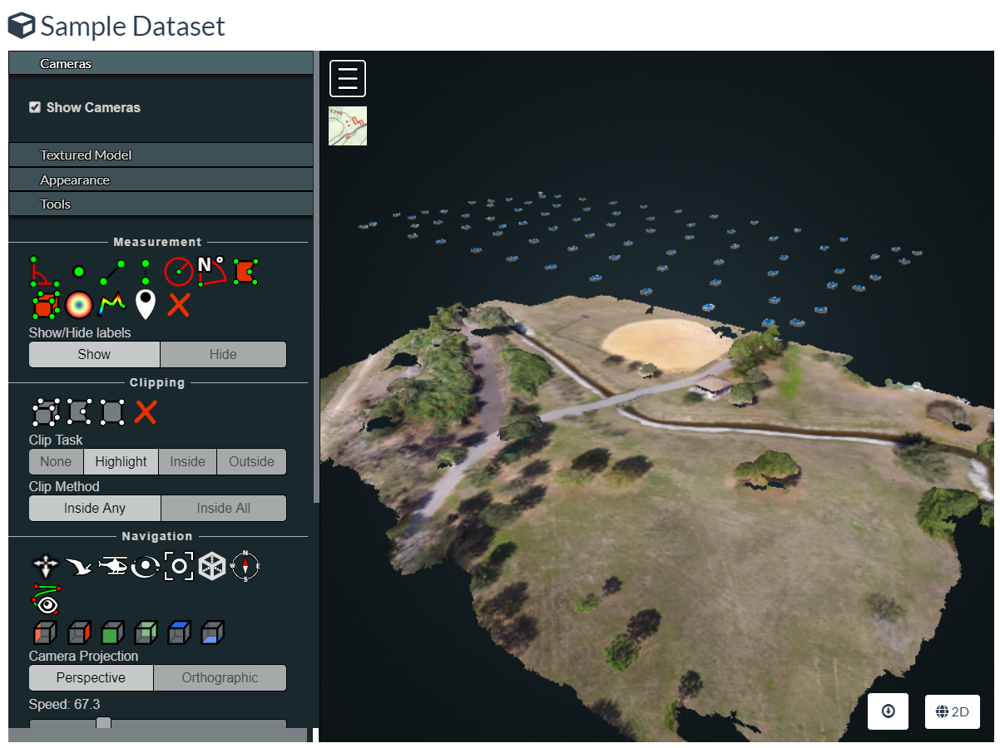 Sample Dataset
Cameras
Show Cameras
Textured Model
Appearance
Tools
Measurement
N °
Show/Hide labels
Show Hide
Clipping
Clip Task
None Highlight Inside Outside
Clip Method
Inside Any Inside All
Navigation
N
W E
S
Camera Projection
Perspective Orthographic
Speed: 67.3
2D